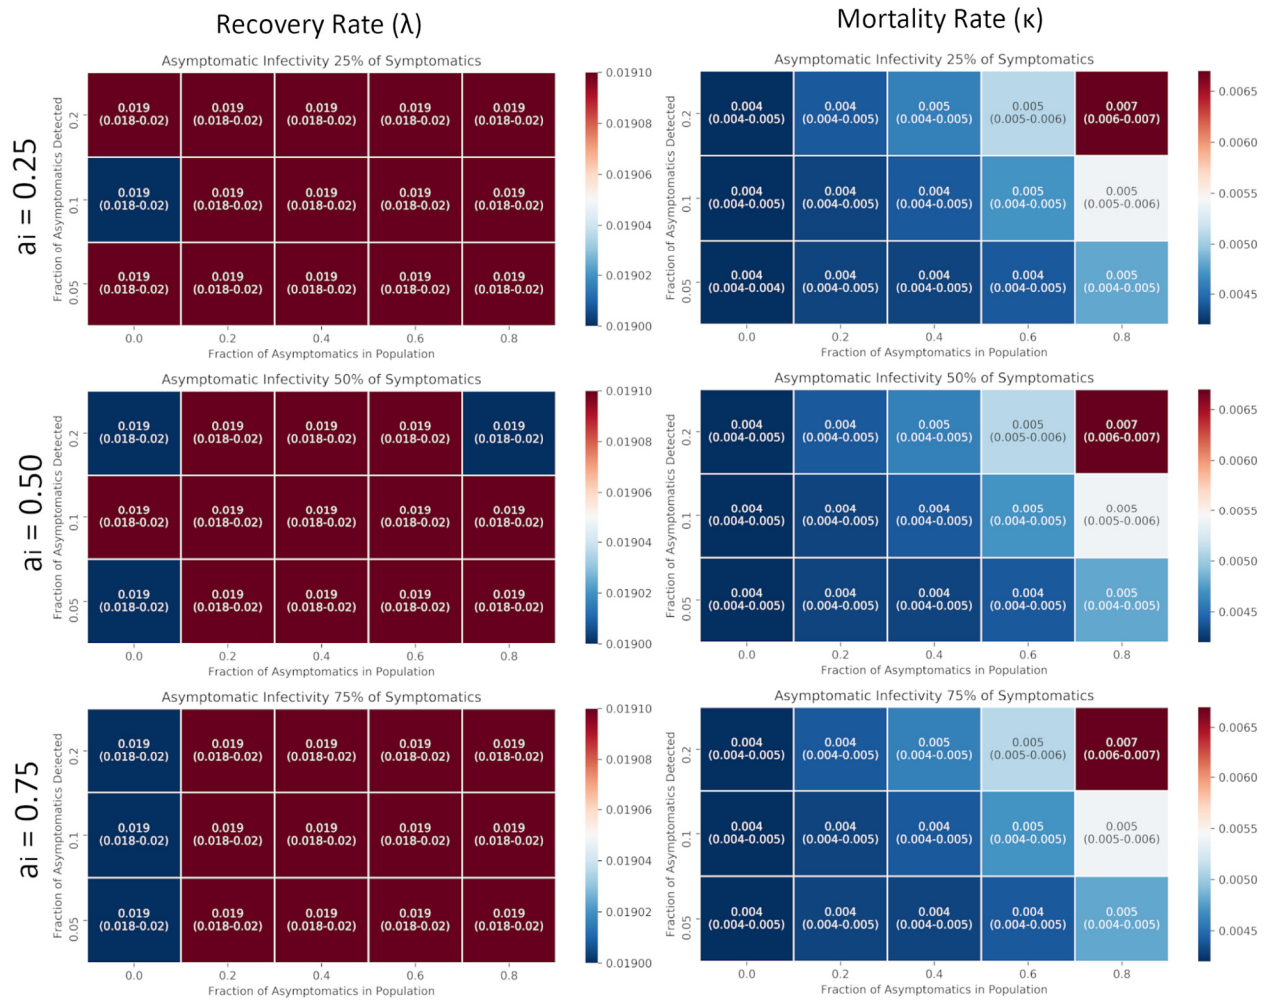 Recovery Rate (λ)
Mortality Rate (κ)
ai = 0.25
Asymptomatic Infectivity 25% of Symptomatics
Fraction of Asymptomatics Detected
0.2
0.1
0.05
0.019 0.019 0.019 0.019 0.019
(0.018-0.02) (0.018-0.02) (0.018-0.02) (0.018-0.02) (0.018-0.02)
0.019 0.019 0.019 0.019 0.019
(0.018-0.02) (0.018-0.02) (0.018-0.02) (0.018-0.02) (0.018-0.02)
0.019 0.019 0.019 0.019 0.019
(0.018-0.02) (0.018-0.02) (0.018-0.02) (0.018-0.02) (0.018-0.02)
0.0 0.2 0.4 0.6 0.8
Fraction of Asymptomatics in Population
0.01910
0.01908
0.01906
0.01904
0.01902
0.01900
Asymptomatic Infectivity 25% of Symptomatics
Fraction of Asymptomatics Detected
0.2
0.1
0.05
0.004 0.004 0.005 0.005 0.007
(0.004-0.005) (0.004-0.005) (0.004-0.005) (0.005-0.006) (0.006-0.007)
0.004 0.004 0.004 0.005 0.005
(0.004-0.005) (0.004-0.005) (0.004-0.005) (0.004-0.005) (0.005-0.006)
0.004 0.004 0.004 0.004 0.005
(0.004-0.004) (0.004-0.005) (0.004-0.005) (0.004-0.005) (0.004-0.005)
0.0 0.2 0.4 0.6 0.8
Fraction of Asymptomatics in Population
0.0065
0.0060
0.0055
0.0050
0.0045
ai = 0.50
Asymptomatic Infectivity 50% of Symptomatics
Fraction of Asymptomatics Detected
0.2
0.1
0.05
0.019 0.019 0.019 0.019 0.019
(0.018-0.02) (0.018-0.02) (0.018-0.02) (0.018-0.02) (0.018-0.02)
0.019 0.019 0.019 0.019 0.019
(0.018-0.02) (0.018-0.02) (0.018-0.02) (0.018-0.02) (0.018-0.02)
0.019 0.019 0.019 0.019 0.019
(0.018-0.02) (0.018-0.02) (0.018-0.02) (0.018-0.02) (0.018-0.02)
0.0 0.2 0.4 0.6 0.8
Fraction of Asymptomatics in Population
0.01910
0.01908
0.01906
0.01904
0.01902
0.01900
Asymptomatic Infectivity 50% of Symptomatics
Fraction of Asymptomatics Detected
0.2
0.1
0.05
0.004 0.004 0.005 0.005 0.007
(0.004-0.005) (0.004-0.005) (0.004-0.005) (0.005-0.006) (0.006-0.007)
0.004 0.004 0.004 0.005 0.005
(0.004-0.005) (0.004-0.005) (0.004-0.005) (0.004-0.005) (0.005-0.006)
0.004 0.004 0.004 0.004 0.005
(0.004-0.005) (0.004-0.005) (0.004-0.005) (0.004-0.005) (0.004-0.005)
0.0 0.2 0.4 0.6 0.8
Fraction of Asymptomatics in Population
0.0065
0.0060
0.0055
0.0050
0.0045
ai = 0.75
Asymptomatic Infectivity 75% of Symptomatics
Fraction of Asymptomatics Detected
0.2
0.1
0.05
0.019 0.019 0.019 0.019 0.019
(0.018-0.02) (0.018-0.02) (0.018-0.02) (0.018-0.02) (0.018-0.02)
0.019 0.019 0.019 0.019 0.019
(0.018-0.02) (0.018-0.02) (0.018-0.02) (0.018-0.02) (0.018-0.02)
0.019 0.019 0.019 0.019 0.019
(0.018-0.02) (0.018-0.02) (0.018-0.02) (0.018-0.02) (0.018-0.02)
0.0 0.2 0.4 0.6 0.8
Fraction of Asymptomatics in Population
0.01910
0.01908
0.01906
0.01904
0.01902
0.01900
Asymptomatic Infectivity 75% of Symptomatics
Fraction of Asymptomatics Detected
0.2
0.1
0.05
0.004 0.004 0.005 0.005 0.007
(0.004-0.005) (0.004-0.005) (0.004-0.005) (0.005-0.006) (0.006-0.007)
0.004 0.004 0.004 0.005 0.005
(0.004-0.005) (0.004-0.005) (0.004-0.005) (0.004-0.005) (0.005-0.006)
0.004 0.004 0.004 0.004 0.005
(0.004-0.005) (0.004-0.005) (0.004-0.005) (0.004-0.005) (0.004-0.005)
0.0 0.2 0.4 0.6 0.8
Fraction of Asymptomatics in Population
0.0065
0.0060
0.0055
0.0050
0.0045